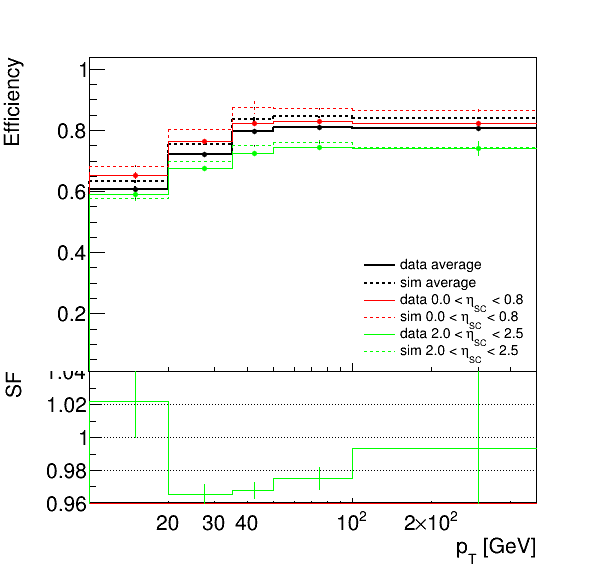 Efficiency
1
0.8
0.6
0.4
0.2
data average
sim average
data 0.0 < η_SC < 0.8
sim 0.0 < η_SC < 0.8
data 2.0 < η_SC < 2.5
sim 2.0 < η_SC < 2.5
SF
1.04
1.02
1
0.98
0.96
20 30 40 10² 2×10²
p_T [GeV]